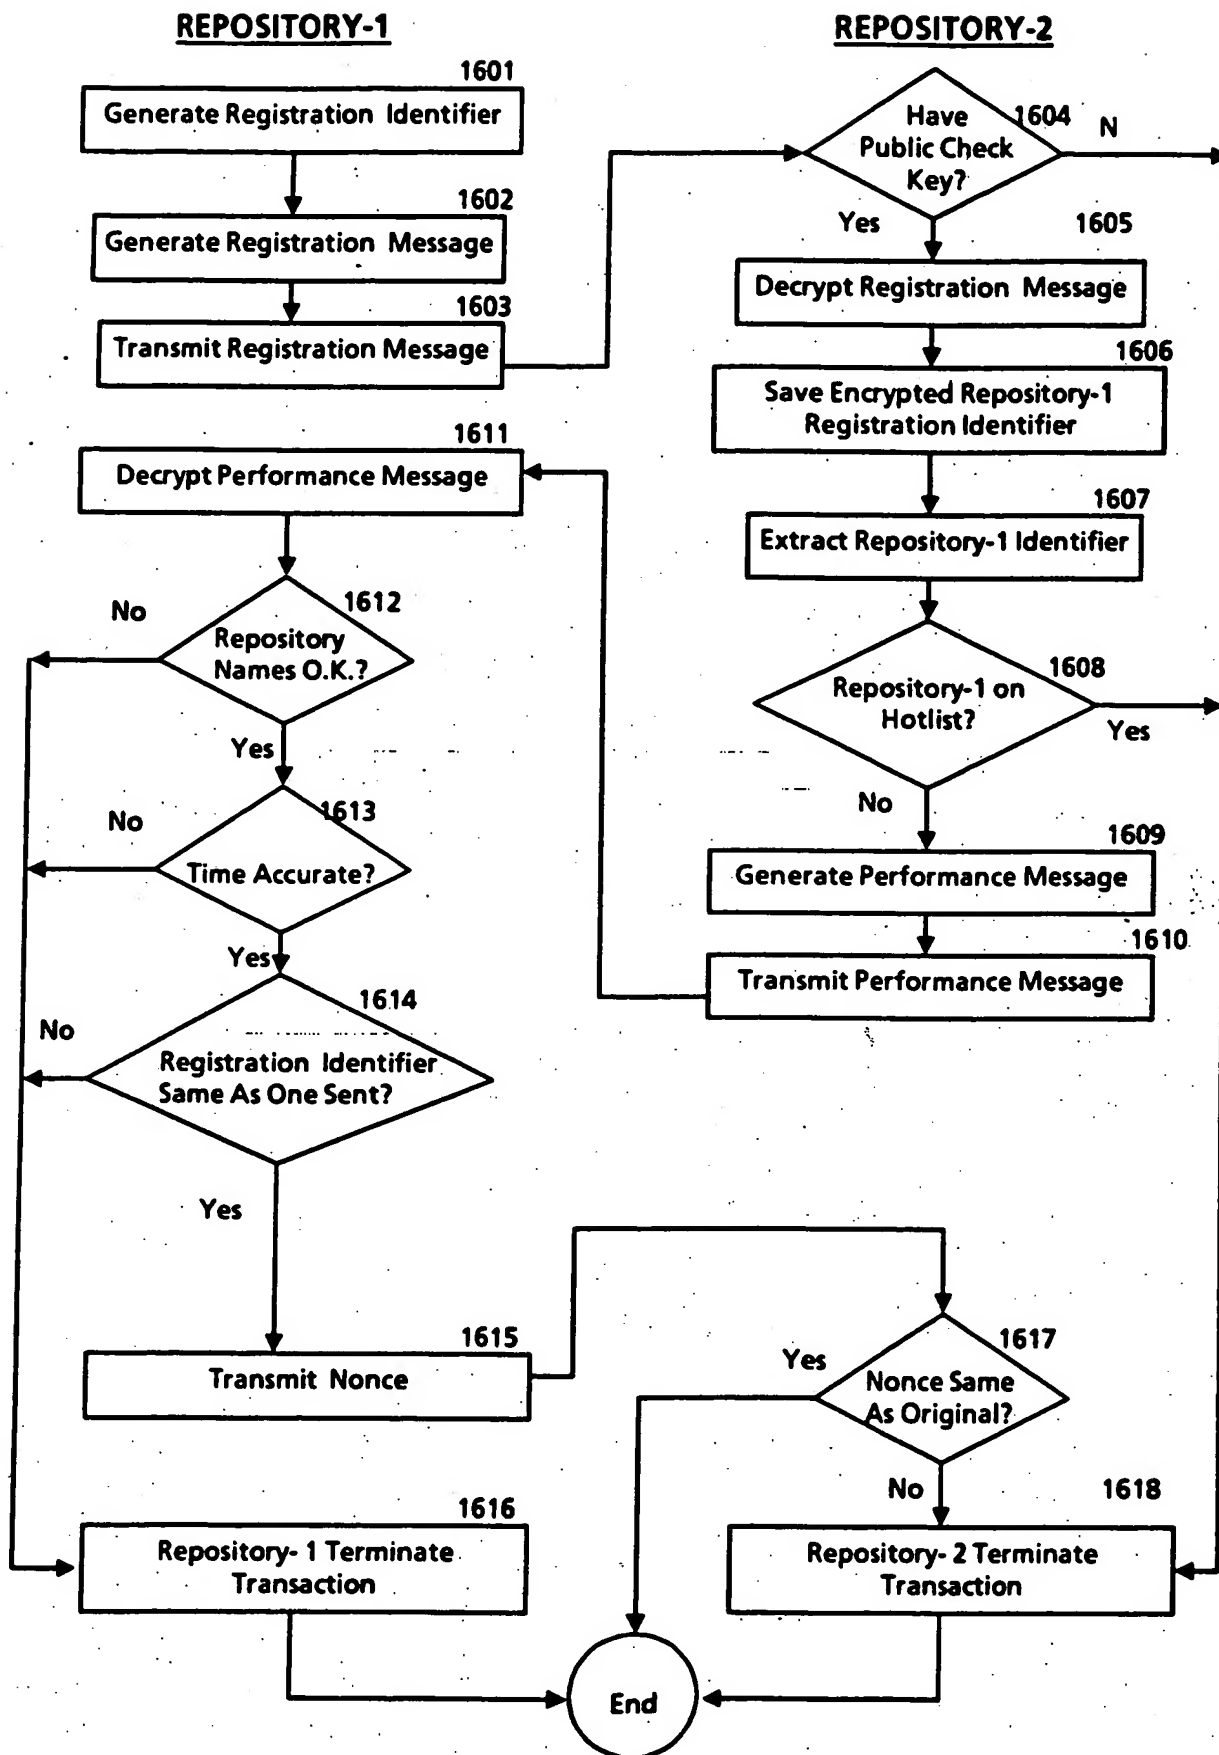 REPOSITORY-1
1601
Generate Registration Identifier
1602
Generate Registration Message
1603
Transmit Registration Message
1611
Decrypt Performance Message
1612
No
Repository
Names O.K.?
Yes
1613
No
Time Accurate?
Yes
1614
No
Registration Identifier
Same As One Sent?
Yes
1615
Transmit Nonce
1616
Repository- 1 Terminate
Transaction
REPOSITORY-2
1604
Have
Public Check
Key?
N
Yes
1605
Decrypt Registration Message
1606
Save Encrypted Repository-1
Registration Identifier
1607
Extract Repository-1 Identifier
1608
Repository-1 on
Hotlist?
Yes
No
1609
Generate Performance Message
1610
Transmit Performance Message
1617
Yes
Nonce Same
As Original?
No
1618
Repository- 2 Terminate
Transaction
End